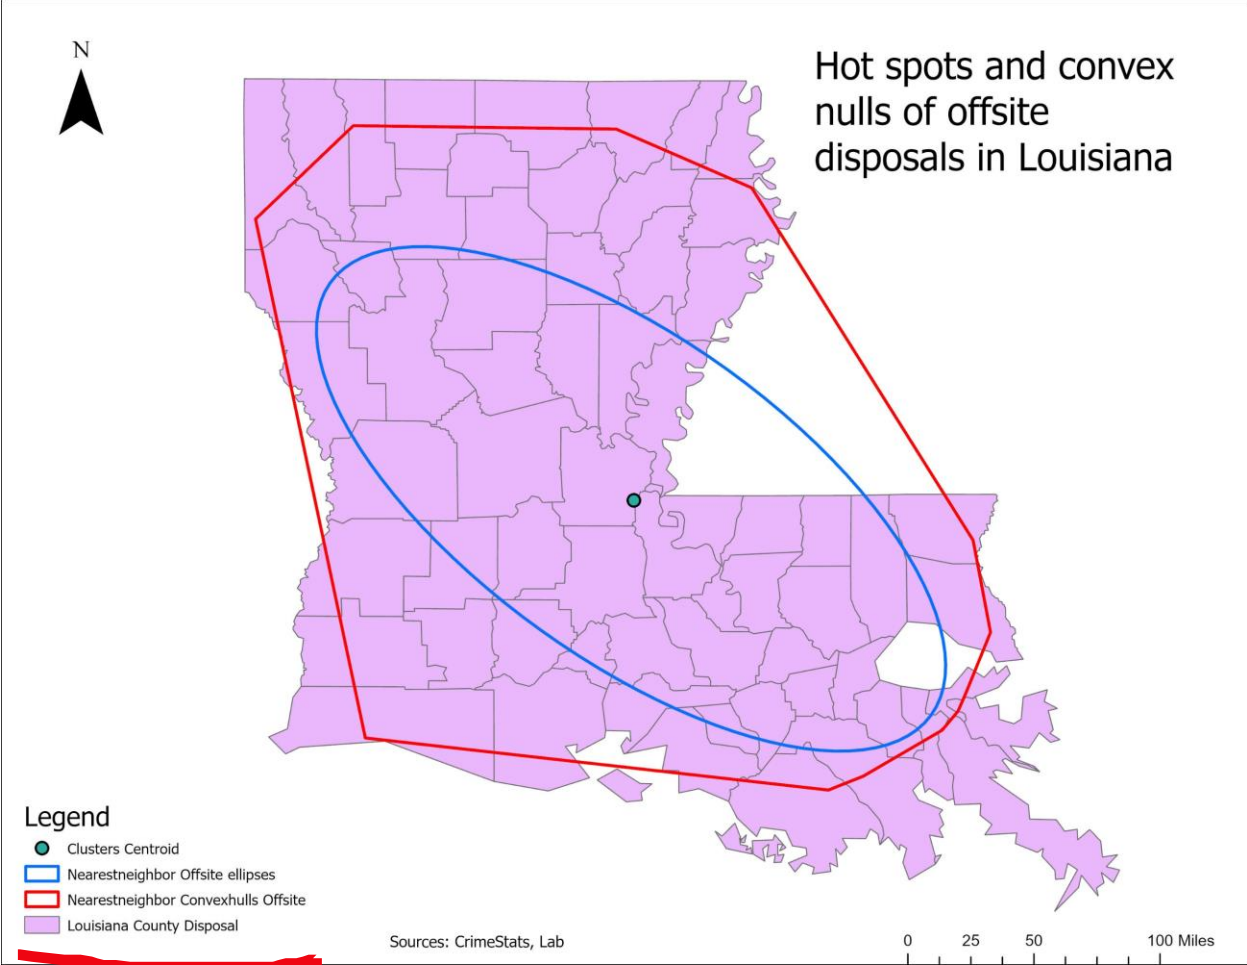 N
Hot spots and convex
nulls of offsite
disposals in Louisiana
Legend
Clusters Centroid
Nearestneighbor Offsite ellipses
Nearestneighbor Convexhulls Offsite
Louisiana County Disposal
Sources: CrimeStats, Lab
0 25 50 100 Miles